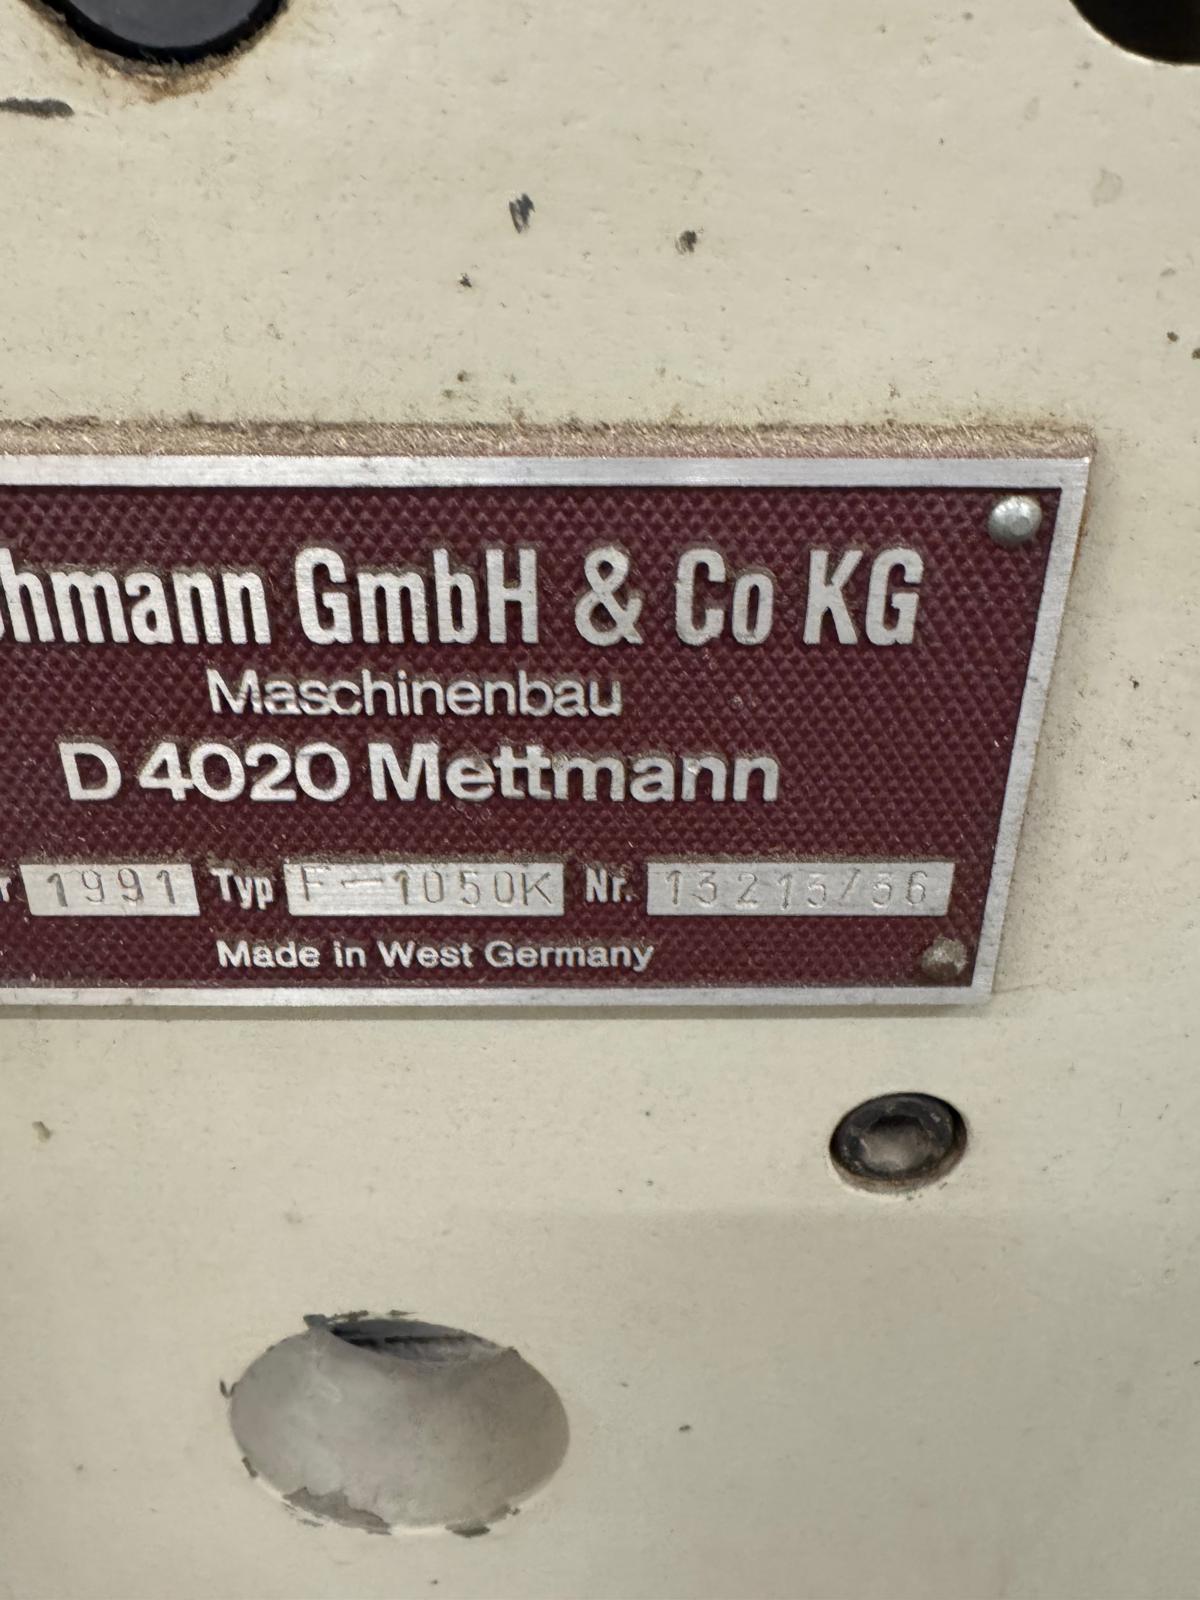 hmann GmbH & Co KG
Maschinenbau
D 4020 Mettmann
r 1991 Typ F-1050K Nr. 13213/36
Made in West Germany